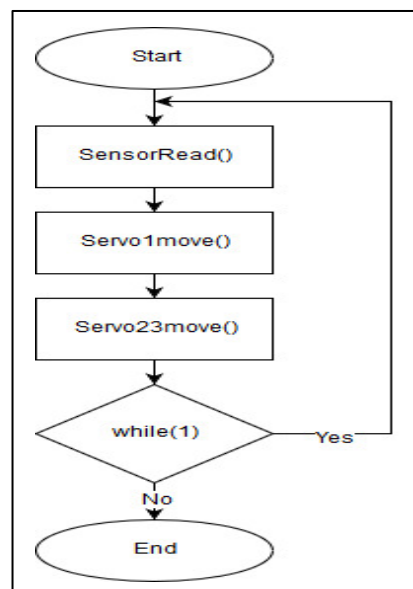 Start
SensorRead()
Servo1move()
Servo23move()
while(1)
Yes
No
End